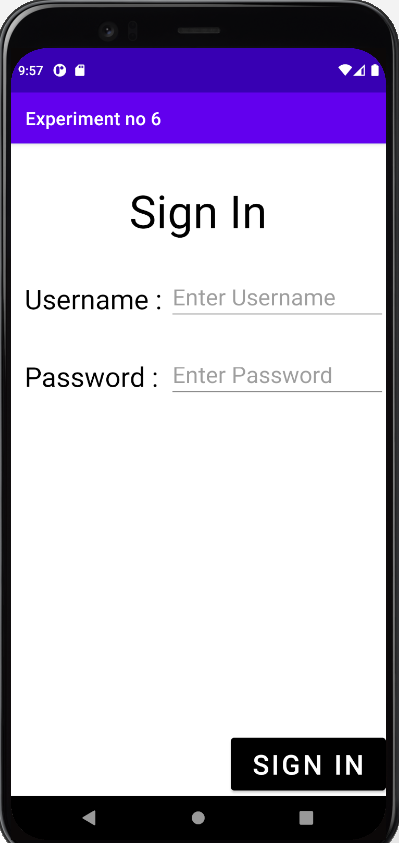 9:57
Experiment no 6
Sign In
Username : Enter Username
Password : Enter Password
SIGN IN